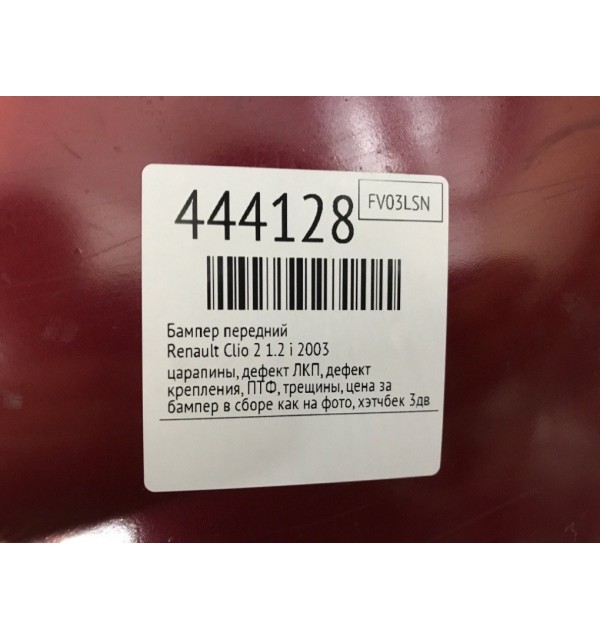 444128
FV03LSN
Бампер передний
Renault Clio 2 1.2 i 2003
царапины, дефект ЛКП, дефект
крепления, ПТФ, трещины, цена за
бампер в сборе как на фото, хэтчбек 3дв